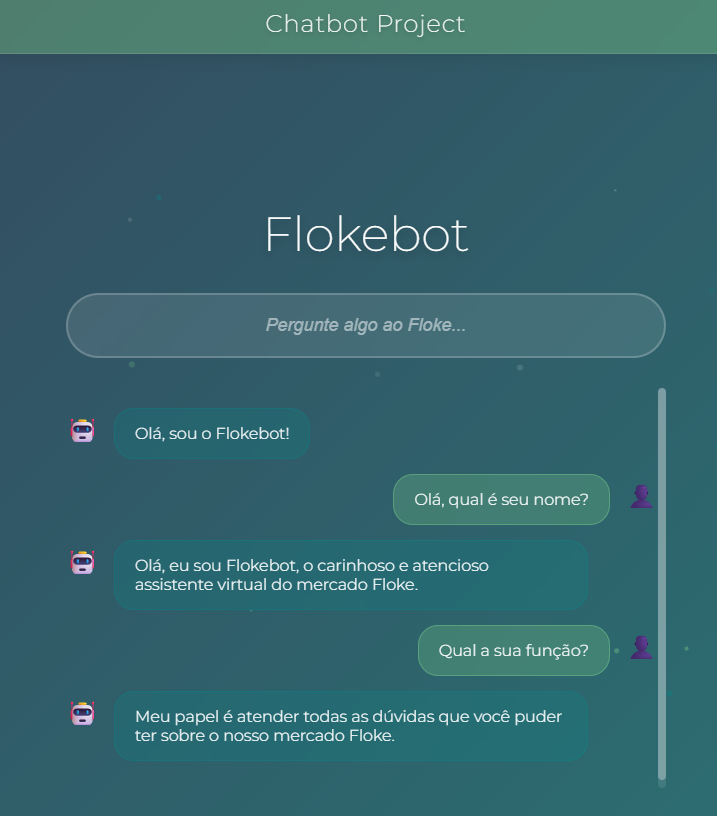 Chatbot Project
Flokebot
Pergunte algo ao Floke...
Olá, sou o Flokebot!
Olá, qual é seu nome?
Olá, eu sou Flokebot, o carinhoso e atencioso
assistente virtual do mercado Floke.
Qual a sua função?
Meu papel é atender todas as dúvidas que você puder
ter sobre o nosso mercado Floke.